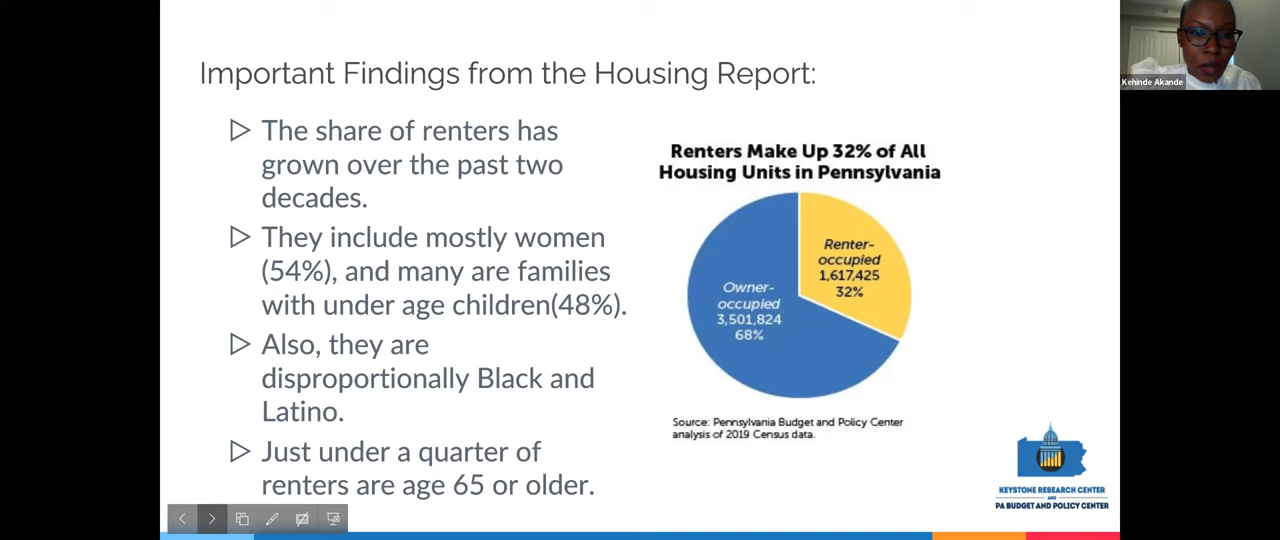 Important Findings from the Housing Report:
▷ The share of renters has
grown over the past two
decades.
▷ They include mostly women
(54%), and many are families
with under age children(48%).
▷ Also, they are
disproportionally Black and
Latino.
▷ Just under a quarter of
renters are age 65 or older.
Renters Make Up 32% of All
Housing Units in Pennsylvania
Renter-
occupied
1,617,425
32%
Owner-
occupied
3,501,824
68%
Source: Pennsylvania Budget and Policy Center
analysis of 2019 Census data.
KEYSTONE RESEARCH CENTER
AND
PA BUDGET AND POLICY CENTER
Kehinde Akande